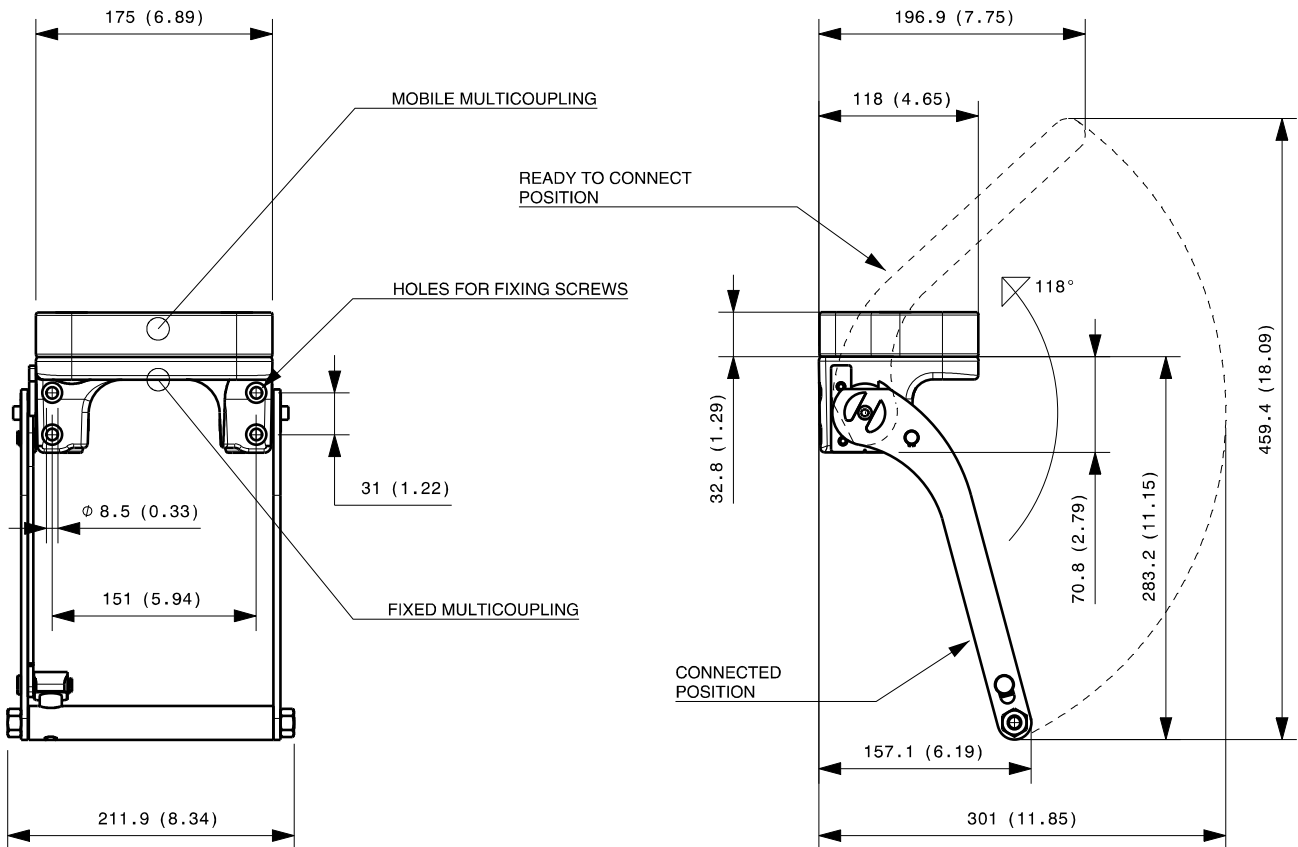 175 (6.89)
196.9 (7.75)
MOBILE MULTICOUPLING
118 (4.65)
READY TO CONNECT
POSITION
HOLES FOR FIXING SCREWS
118°
32.8 (1.29)
459.4 (18.09)
31 (1.22)
ϕ 8.5 (0.33)
70.8 (2.79)
283.2 (11.15)
151 (5.94)
FIXED MULTICOUPLING
CONNECTED
POSITION
157.1 (6.19)
211.9 (8.34)
301 (11.85)